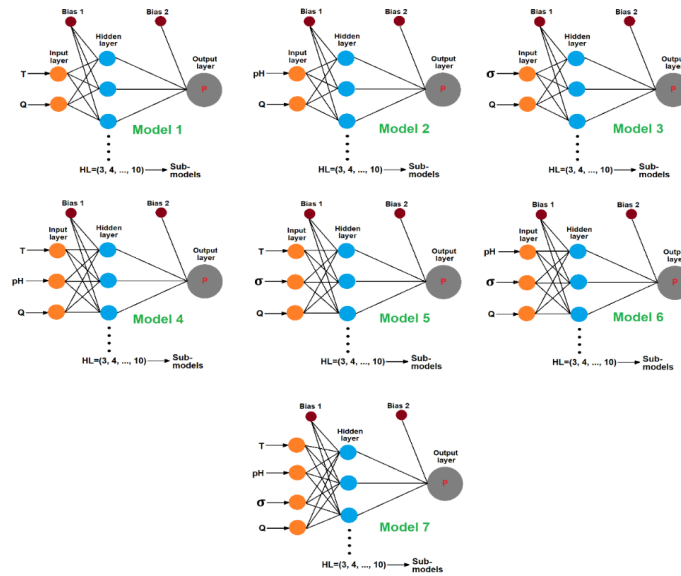 Bias 1
Bias 2
Hidden
layer
Input
layer
Output
layer
T
Q
P
Model 1
HL=(3, 4, ..., 10) Sub-
models
Bias 1
Bias 2
Hidden
layer
Input
layer
Output
layer
pH
Q
P
Model 2
HL=(3, 4, ..., 10) Sub-
models
Bias 1
Bias 2
Hidden
layer
Input
layer
Output
layer
σ
Q
P
Model 3
HL=(3, 4, ..., 10) Sub-
models
Bias 1
Bias 2
Input
layer
Hidden
layer
Output
layer
T
pH
Q
P
Model 4
HL=(3, 4, ..., 10) Sub-
models
Bias 1
Bias 2
Input
layer
Hidden
layer
Output
layer
T
σ
Q
P
Model 5
HL=(3, 4, ..., 10) Sub-
models
Bias 1
Bias 2
Input
layer
Hidden
layer
Output
layer
pH
σ
Q
P
Model 6
HL=(3, 4, ..., 10) Sub-
models
Bias 1
Bias 2
Input
layer
Hidden
layer
Output
layer
T
pH
σ
Q
P
Model 7
HL=(3, 4, ..., 10) Sub-
models